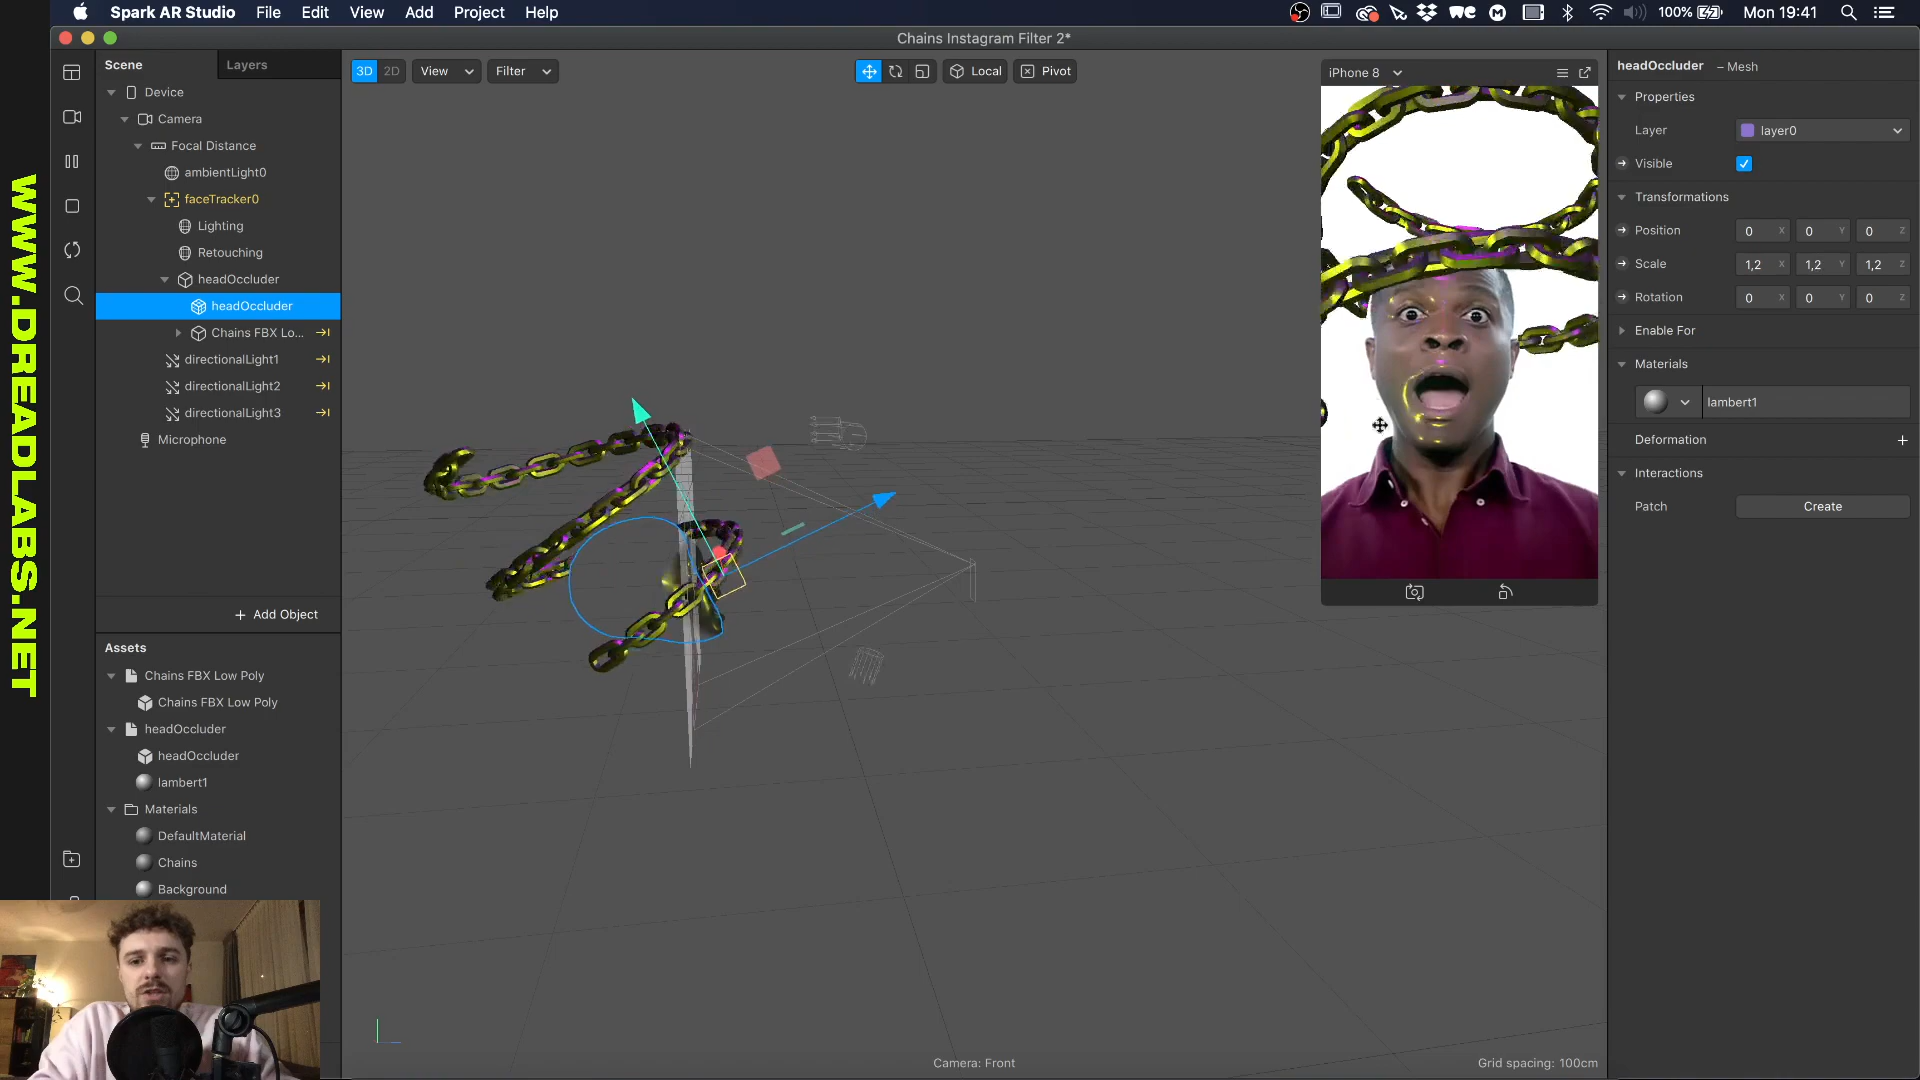 Spark AR Studio File Edit View Add Project Help
100% Mon 19:41
Chains Instagram Filter 2*
WWW.DREADLABS.NET
Scene Layers
Device
Camera
Focal Distance
ambientLight0
faceTracker0
Lighting
Retouching
headOccluder
headOccluder
Chains FBX Lo...
directionalLight1
directionalLight2
directionalLight3
Microphone
+ Add Object
Assets
Chains FBX Low Poly
Chains FBX Low Poly
headOccluder
headOccluder
lambert1
Materials
DefaultMaterial
Chains
Background
3D 2D View Filter Local Pivot
Camera: Front
Grid spacing: 100cm
iPhone 8
headOccluder – Mesh
Properties
Layer layer0
Visible
Transformations
Position 0 X 0 Y 0 Z
Scale 1,2 X 1,2 Y 1,2 Z
Rotation 0 X 0 Y 0 Z
Enable For
Materials
lambert1
Deformation +
Interactions
Patch Create